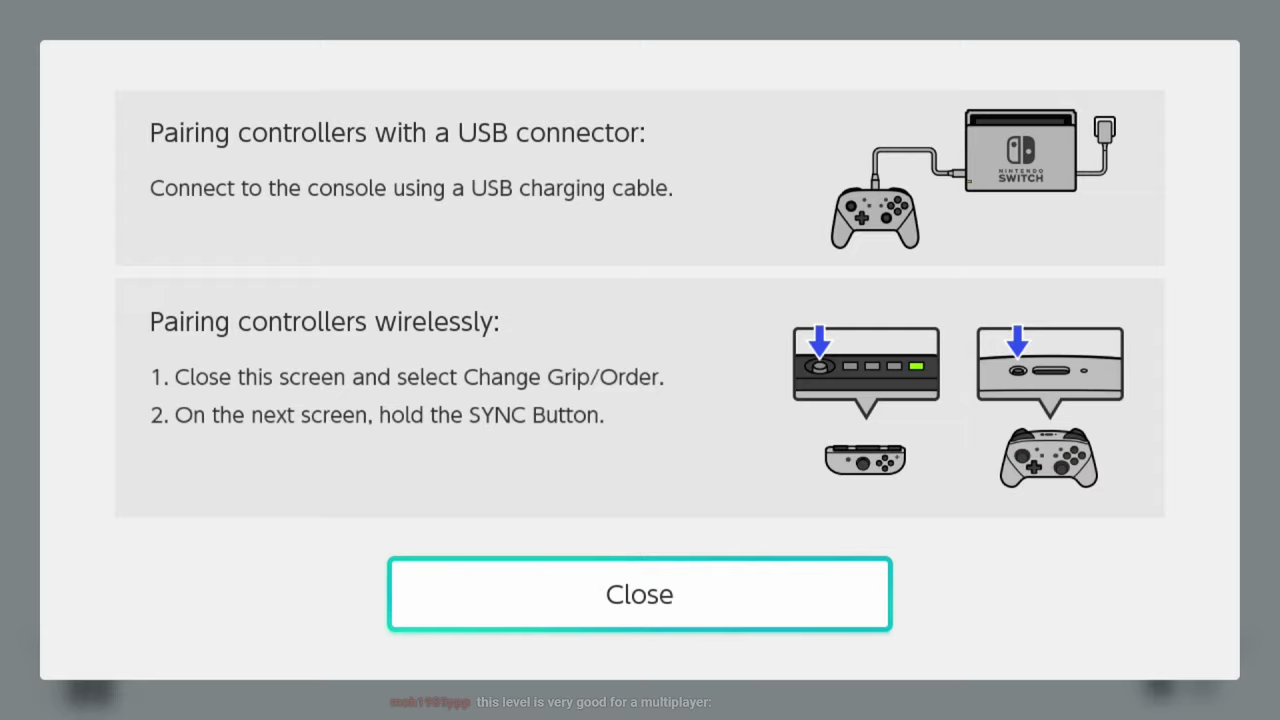 Pairing controllers with a USB connector:
Connect to the console using a USB charging cable.
NINTENDO
SWITCH
Pairing controllers wirelessly:
1. Close this screen and select Change Grip/Order.
2. On the next screen, hold the SYNC Button.
Close
this level is very good for a multiplayer: